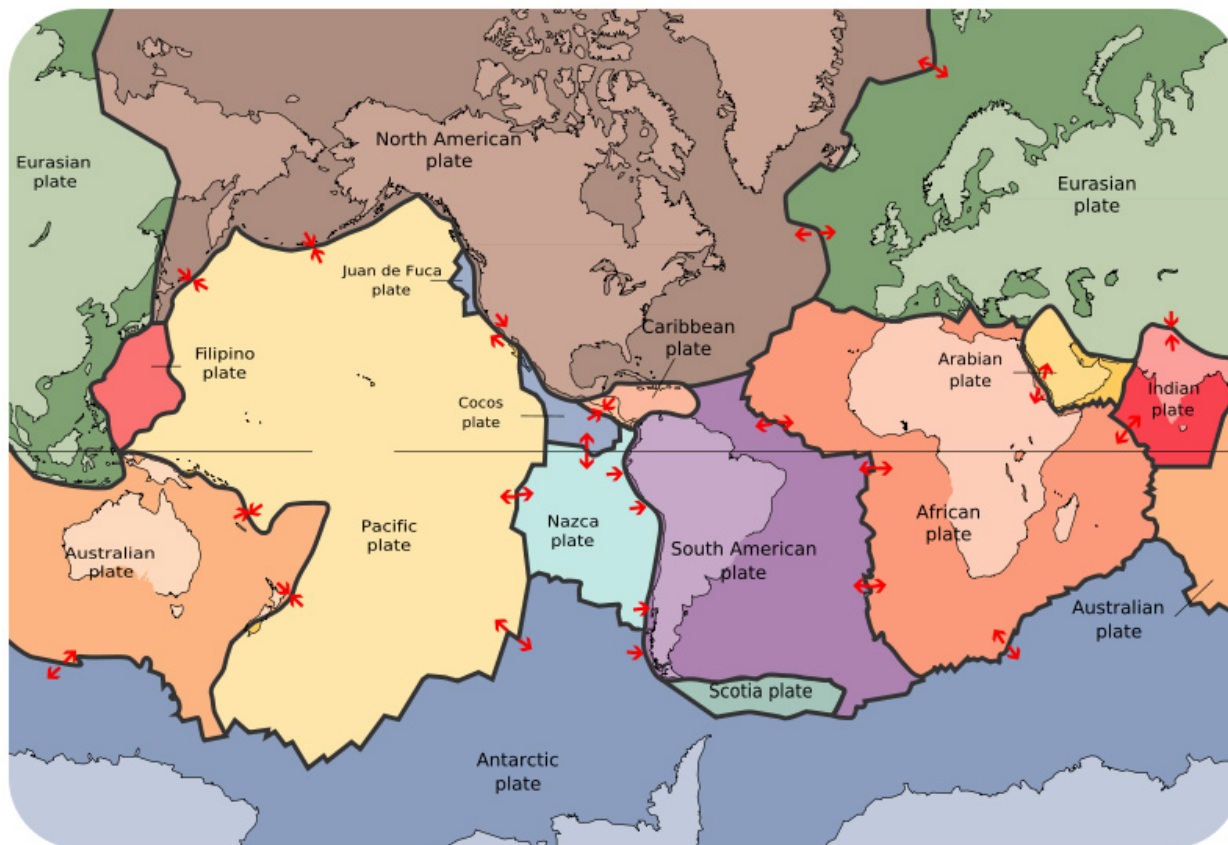 North American
plate
Eurasian
plate
Eurasian
plate
Juan de Fuca
plate
Caribbean
plate
Filipino
plate
Arabian
plate
Indian
plate
Cocos
plate
Pacific
plate
Nazca
plate
South American
plate
African
plate
Australian
plate
Australian
plate
Scotia plate
Antarctic
plate